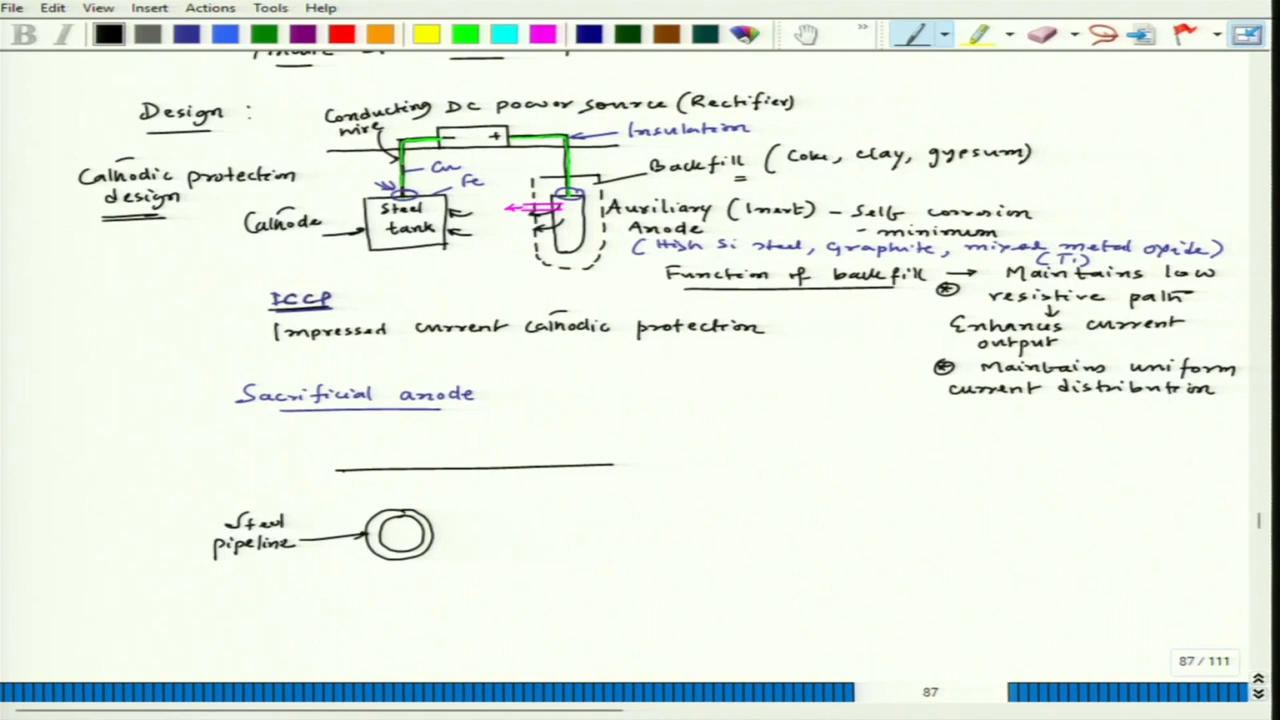 File Edit View Insert Actions Tools Help
B I
Design :
Conducting wire
DC power source (Rectifier)
- +
Insulation
Cathodic protection
design
Cu
Fe
Backfill (Coke, clay, gypsum)
Cathode
Steel
tank
Auxiliary (Inert) - Self corrosion
Anode - minimum
(High Si steel, Graphite, mixed metal oxide)
(Ti)
Function of backfill → Maintains low
resistive path
↓
Enhances current
output
* Maintains uniform
current distribution
ICCP
Impressed current cathodic protection
Sacrificial anode
Steel
pipeline
87 / 111
87